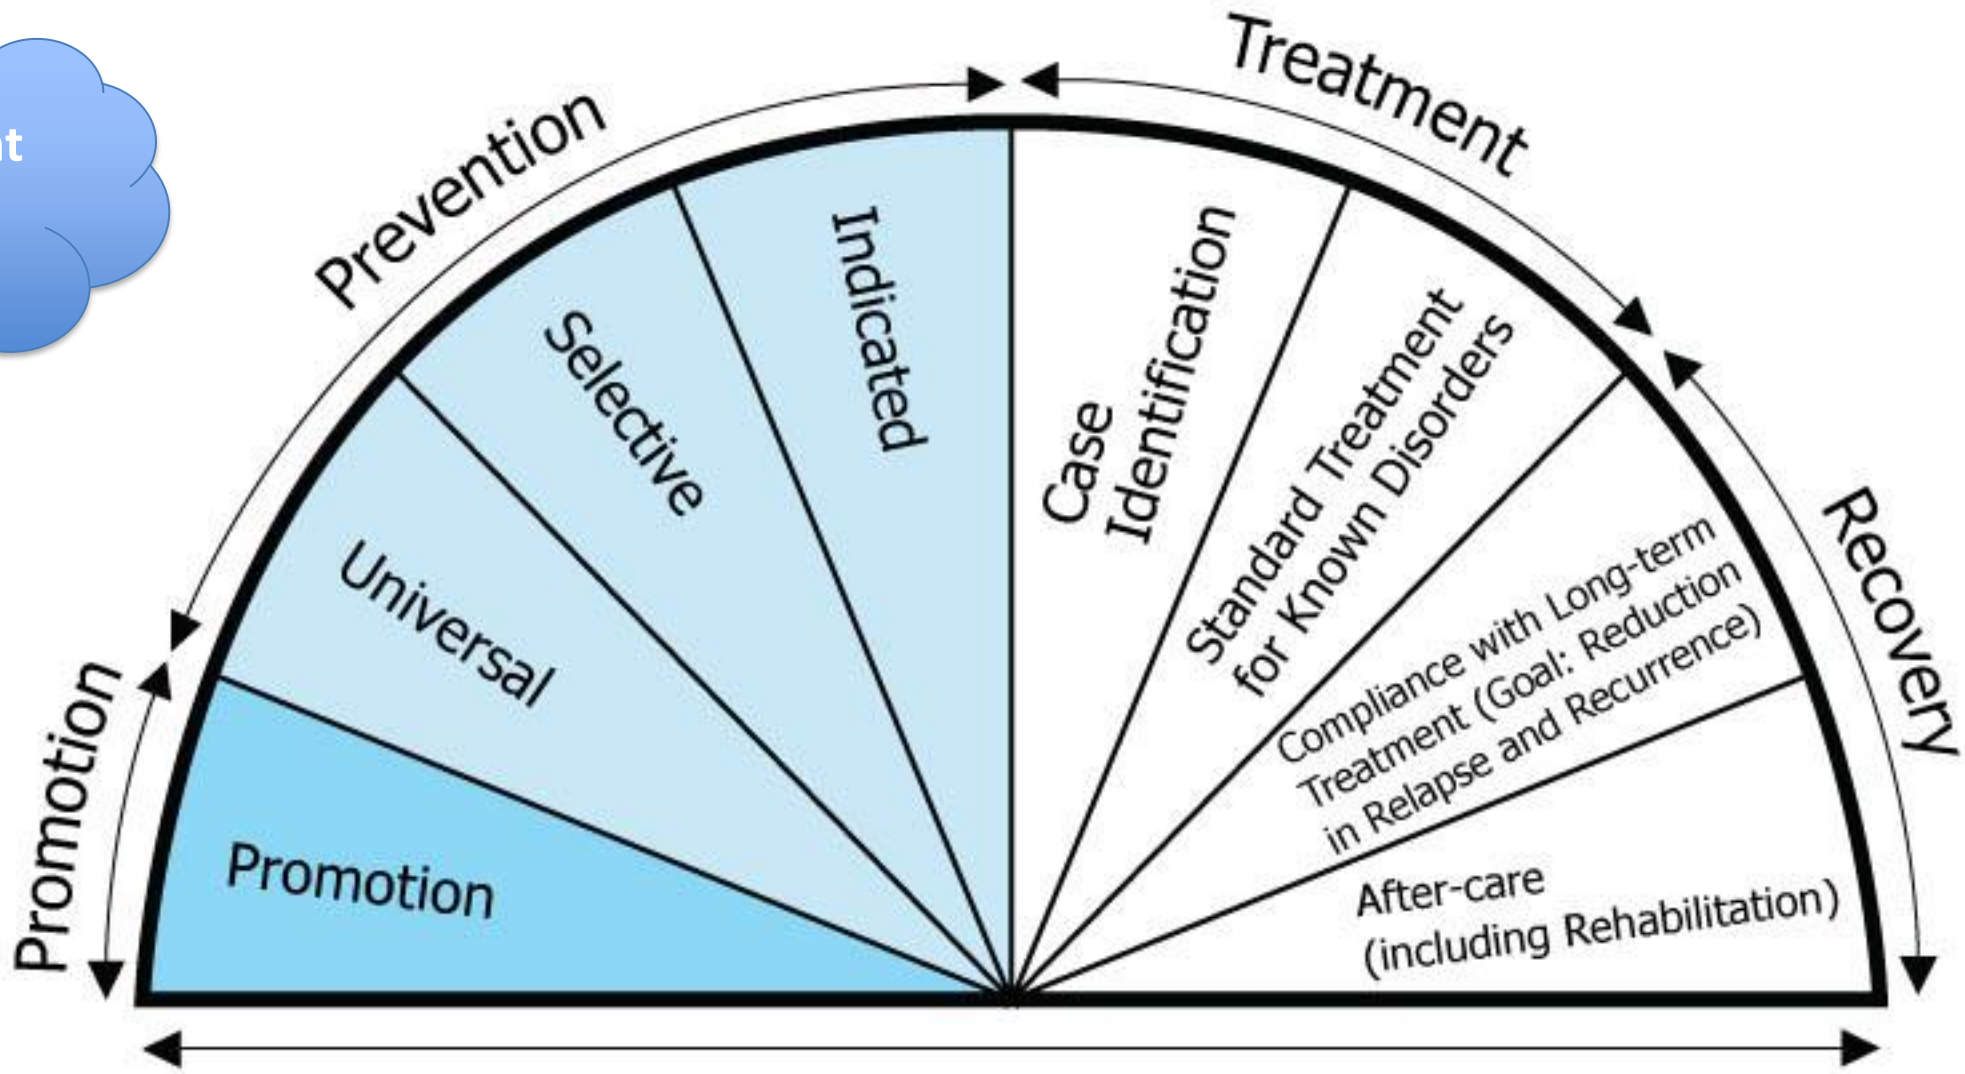 Promotion
Prevention
Treatment
Recovery
Promotion
Universal
Selective
Indicated
Case
Identification
Standard Treatment
for Known Disorders
Compliance with Long-term
Treatment (Goal: Reduction
in Relapse and Recurrence)
After-care
(including Rehabilitation)